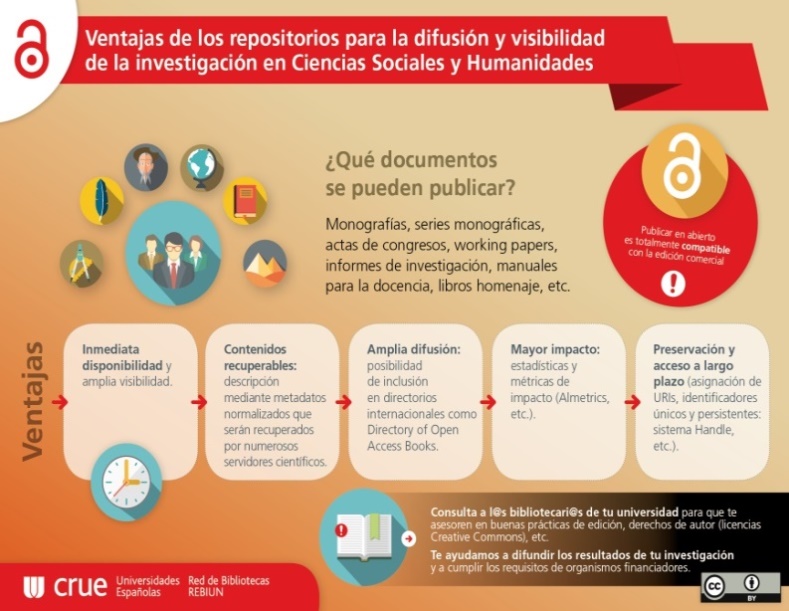 Ventajas de los repositorios para la difusión y visibilidad
de la investigación en Ciencias Sociales y Humanidades
¿Qué documentos
se pueden publicar?
Monografías, series monográficas,
actas de congresos, working papers,
informes de investigación, manuales
para la docencia, libros homenaje, etc.
Publicar en abierto
es totalmente compatible
con la edición comercial
Ventajas
Inmediata
disponibilidad y
amplia visibilidad.
Contenidos
recuperables:
descripción
mediante metadatos
normalizados que
serán recuperados
por numerosos
servidores científicos.
Amplia difusión:
posibilidad
de inclusión
en directorios
internacionales como
Directory of Open
Access Books.
Mayor impacto:
estadísticas y
métricas de
impacto (Almetrics,
etc.).
Preservación y
acceso a largo
plazo (asignación de
URIs, identificadores
únicos y persistentes:
sistema Handle,
etc.).
Consulta a l@s bibliotecari@s de tu universidad para que te
asesoren en buenas prácticas de edición, derechos de autor (licencias
Creative Commons), etc.
Te ayudamos a difundir los resultados de tu investigación
y a cumplir los requisitos de organismos financiadores.
crue
Universidades
Españolas
Red de Bibliotecas
REBIUN
cc
BY